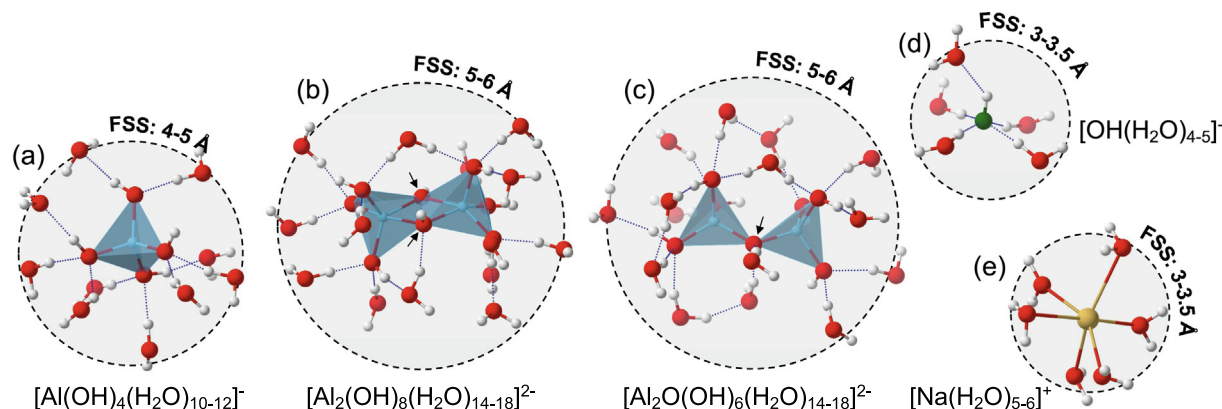 (a)
FSS: 4-5 Å
[Al(OH)₄(H₂O)₁₀₋₁₂]⁻
(b)
FSS: 5-6 Å
[Al₂(OH)₈(H₂O)₁₄₋₁₈]²⁻
(c)
FSS: 5-6 Å
[Al₂O(OH)₆(H₂O)₁₄₋₁₈]²⁻
(d)
FSS: 3-3.5 Å
[OH(H₂O)₄₋₅]⁻
(e)
FSS: 3-3.5 Å
[Na(H₂O)₅₋₆]⁺